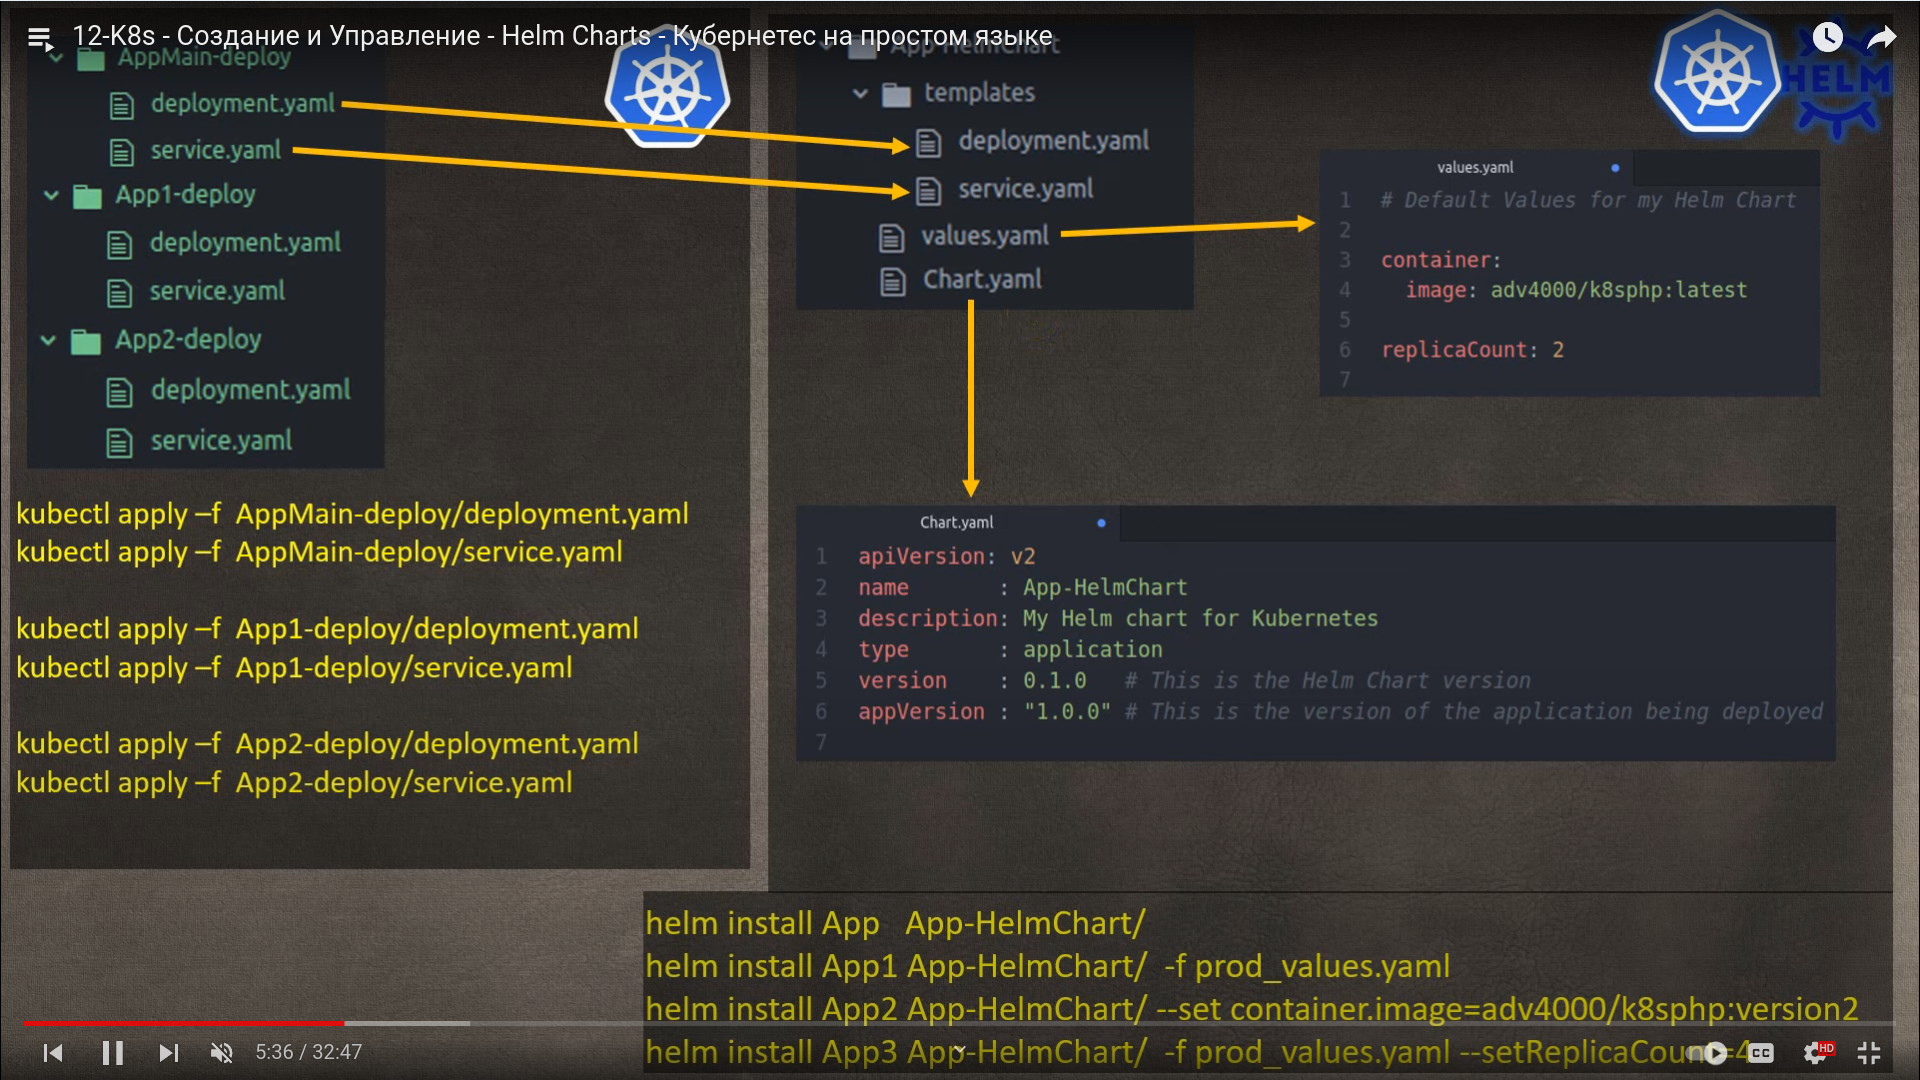 12-K8s - Создание и Управление - Helm Charts - Кубернетес на простом языке
AppMain-deploy
deployment.yaml
service.yaml
App1-deploy
deployment.yaml
service.yaml
App2-deploy
deployment.yaml
service.yaml
kubectl apply –f  AppMain-deploy/deployment.yaml
kubectl apply –f  AppMain-deploy/service.yaml
kubectl apply –f  App1-deploy/deployment.yaml
kubectl apply –f  App1-deploy/service.yaml
kubectl apply –f  App2-deploy/deployment.yaml
kubectl apply –f  App2-deploy/service.yaml
App-HelmChart
templates
deployment.yaml
service.yaml
values.yaml
Chart.yaml
HELM
values.yaml
1 # Default Values for my Helm Chart
2
3 container:
4   image: adv4000/k8sphp:latest
5
6 replicaCount: 2
7
Chart.yaml
1 apiVersion: v2
2 name       : App-HelmChart
3 description: My Helm chart for Kubernetes
4 type       : application
5 version    : 0.1.0   # This is the Helm Chart version
6 appVersion : "1.0.0" # This is the version of the application being deployed
7
helm install App   App-HelmChart/
helm install App1 App-HelmChart/  -f prod_values.yaml
helm install App2 App-HelmChart/ --set container.image=adv4000/k8sphp:version2
helm install App3 App-HelmChart/  -f prod_values.yaml --setReplicaCount=4
5:36 / 32:47
CC
HD